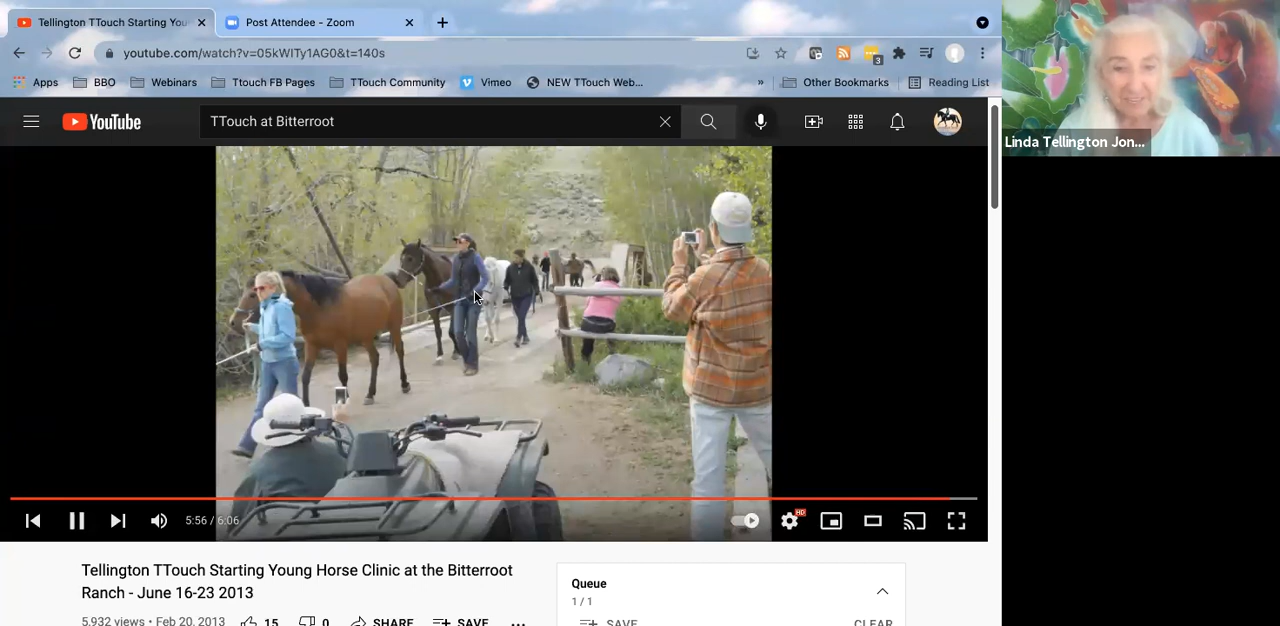 Tellington TTouch Starting You
Post Attendee - Zoom
youtube.com/watch?v=05kWITy1AG0&t=140s
3
Apps
BBO
Webinars
Ttouch FB Pages
TTouch Community
Vimeo
NEW TTouch Web...
»
Other Bookmarks
Reading List
YouTube
TTouch at Bitterroot
Linda Tellington Jon...
5:56 / 6:06
HD
Tellington TTouch Starting Young Horse Clinic at the Bitterroot
Ranch - June 16-23 2013
5,932 views • Feb 20, 2013
15
0
SHARE
SAVE
...
Queue
1 / 1
SAVE
CLEAR